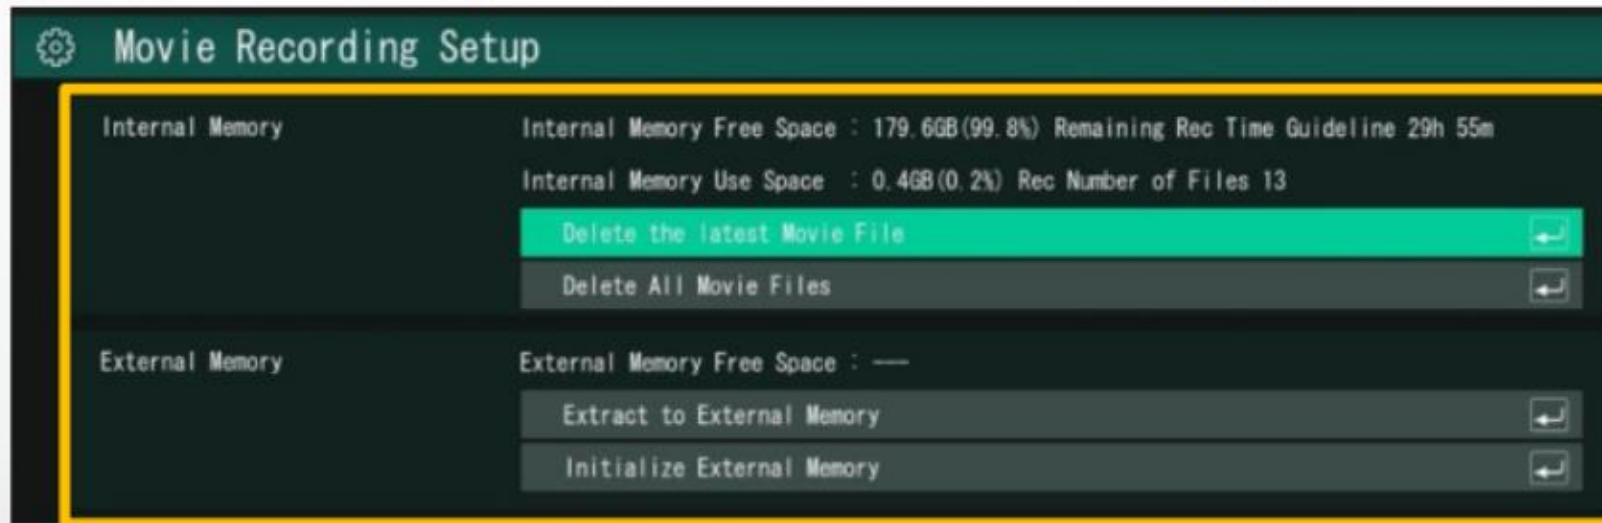 Movie Recording Setup
Internal Memory
Internal Memory Free Space : 179.6GB(99.8%) Remaining Rec Time Guideline 29h 55m
Internal Memory Use Space : 0.4GB(0.2%) Rec Number of Files 13
Delete the latest Movie File
Delete All Movie Files
External Memory
External Memory Free Space : ---
Extract to External Memory
Initialize External Memory